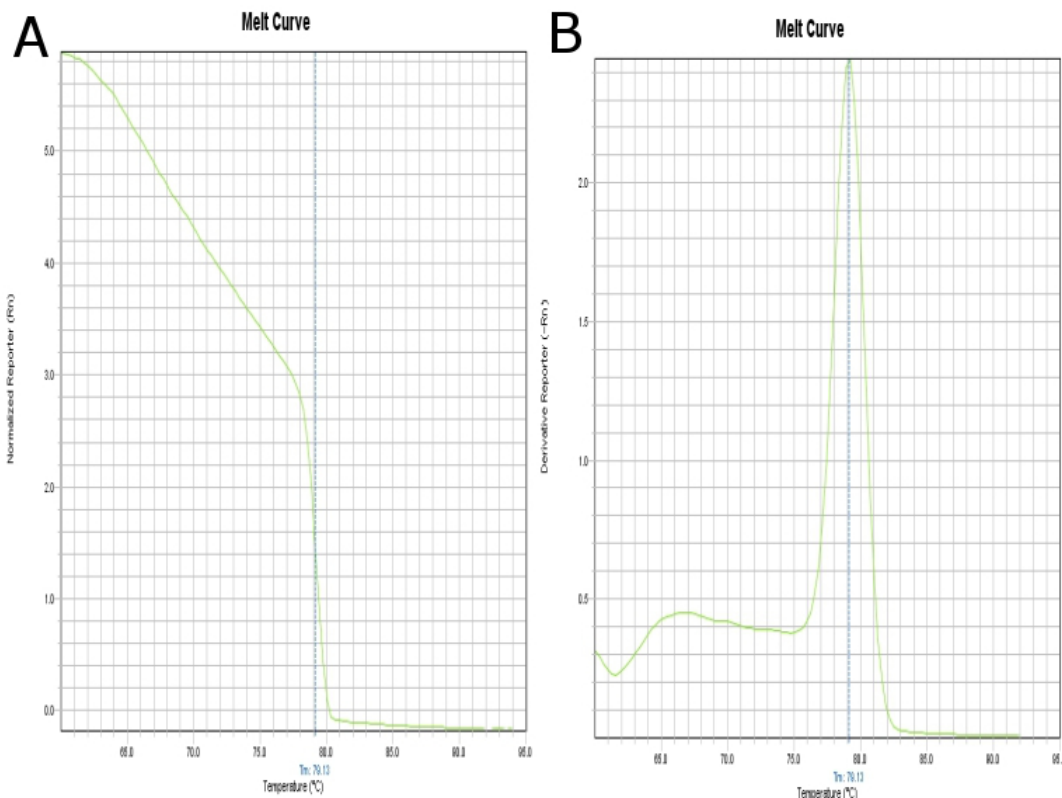 A
Melt Curve
5.0
4.0
3.0
2.0
1.0
0.0
Normalized Reporter (Rn)
65.0 70.0 75.0 80.0 85.0 90.0 95.0
Tm: 79.13
Temperature (°C)
B
Melt Curve
2.0
1.5
1.0
0.5
Derivative Reporter (-Rn)
65.0 70.0 75.0 80.0 85.0 90.0 95.
Tm: 79.13
Temperature (°C)